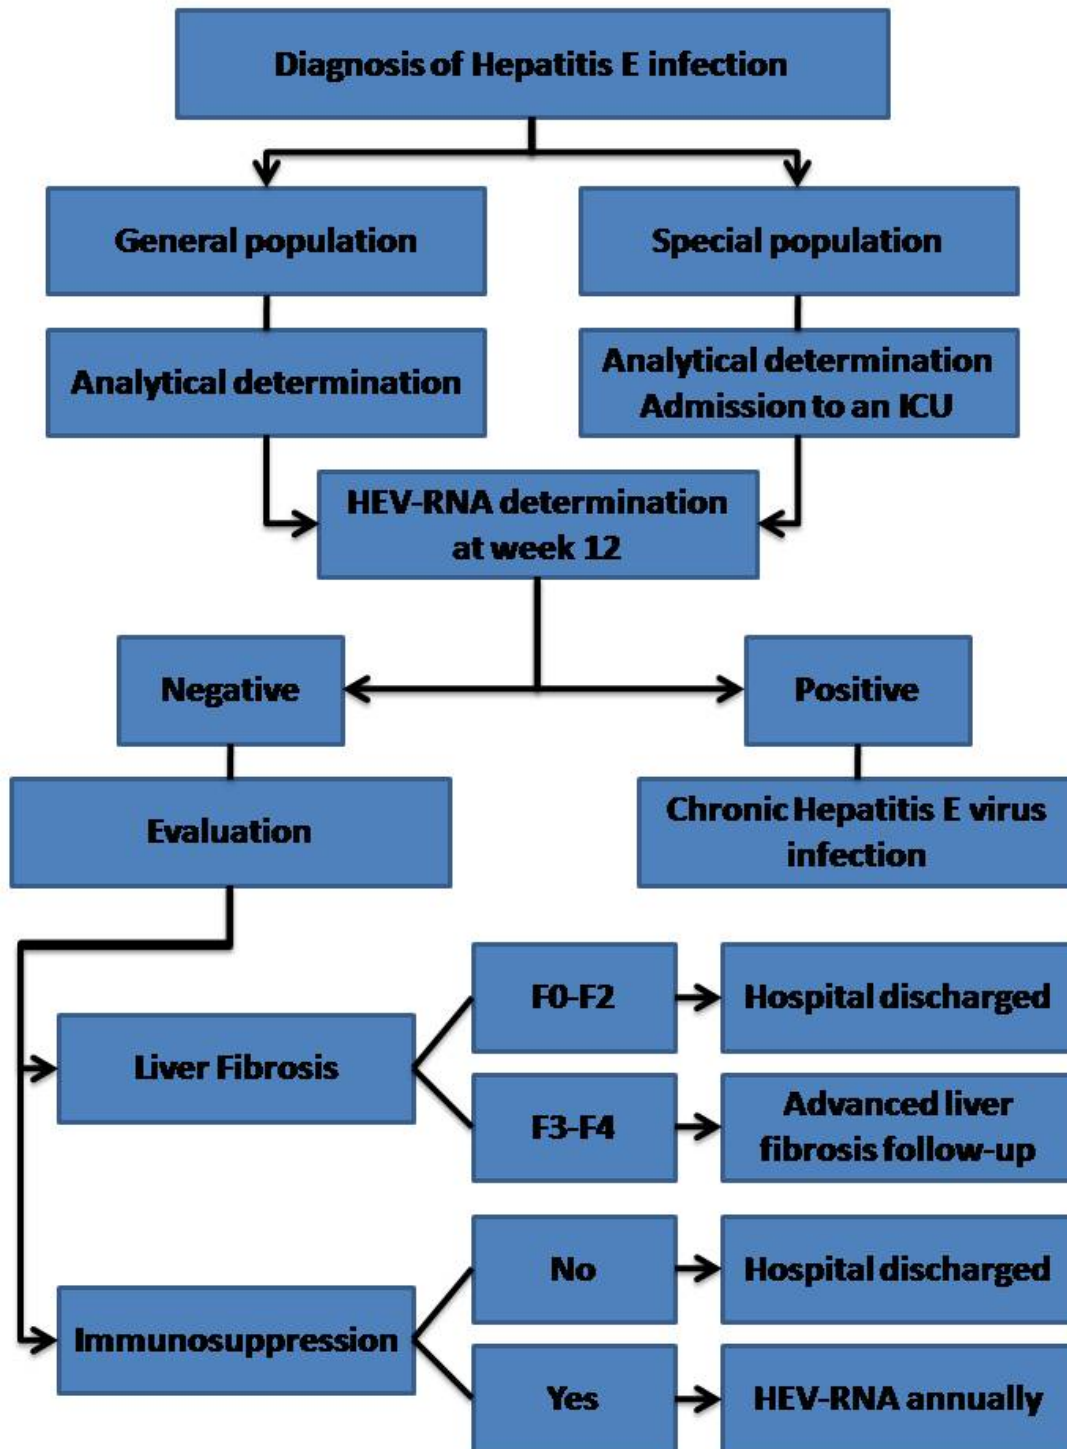 Diagnosis of Hepatitis E infection
General population
Special population
Analytical determination
Analytical determination
Admission to an ICU
HEV-RNA determination
at week 12
Negative
Positive
Evaluation
Chronic Hepatitis E virus
infection
Liver Fibrosis
F0-F2
Hospital discharged
F3-F4
Advanced liver
fibrosis follow-up
Immunosuppression
No
Hospital discharged
Yes
HEV-RNA annually